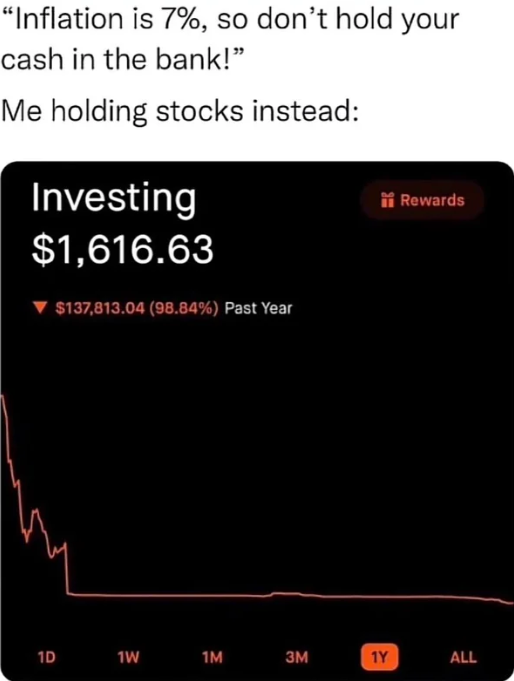 “Inflation is 7%, so don’t hold your
cash in the bank!”
Me holding stocks instead:
Investing
Rewards
$1,616.63
▼ $137,813.04 (98.84%) Past Year
1D 1W 1M 3M 1Y ALL